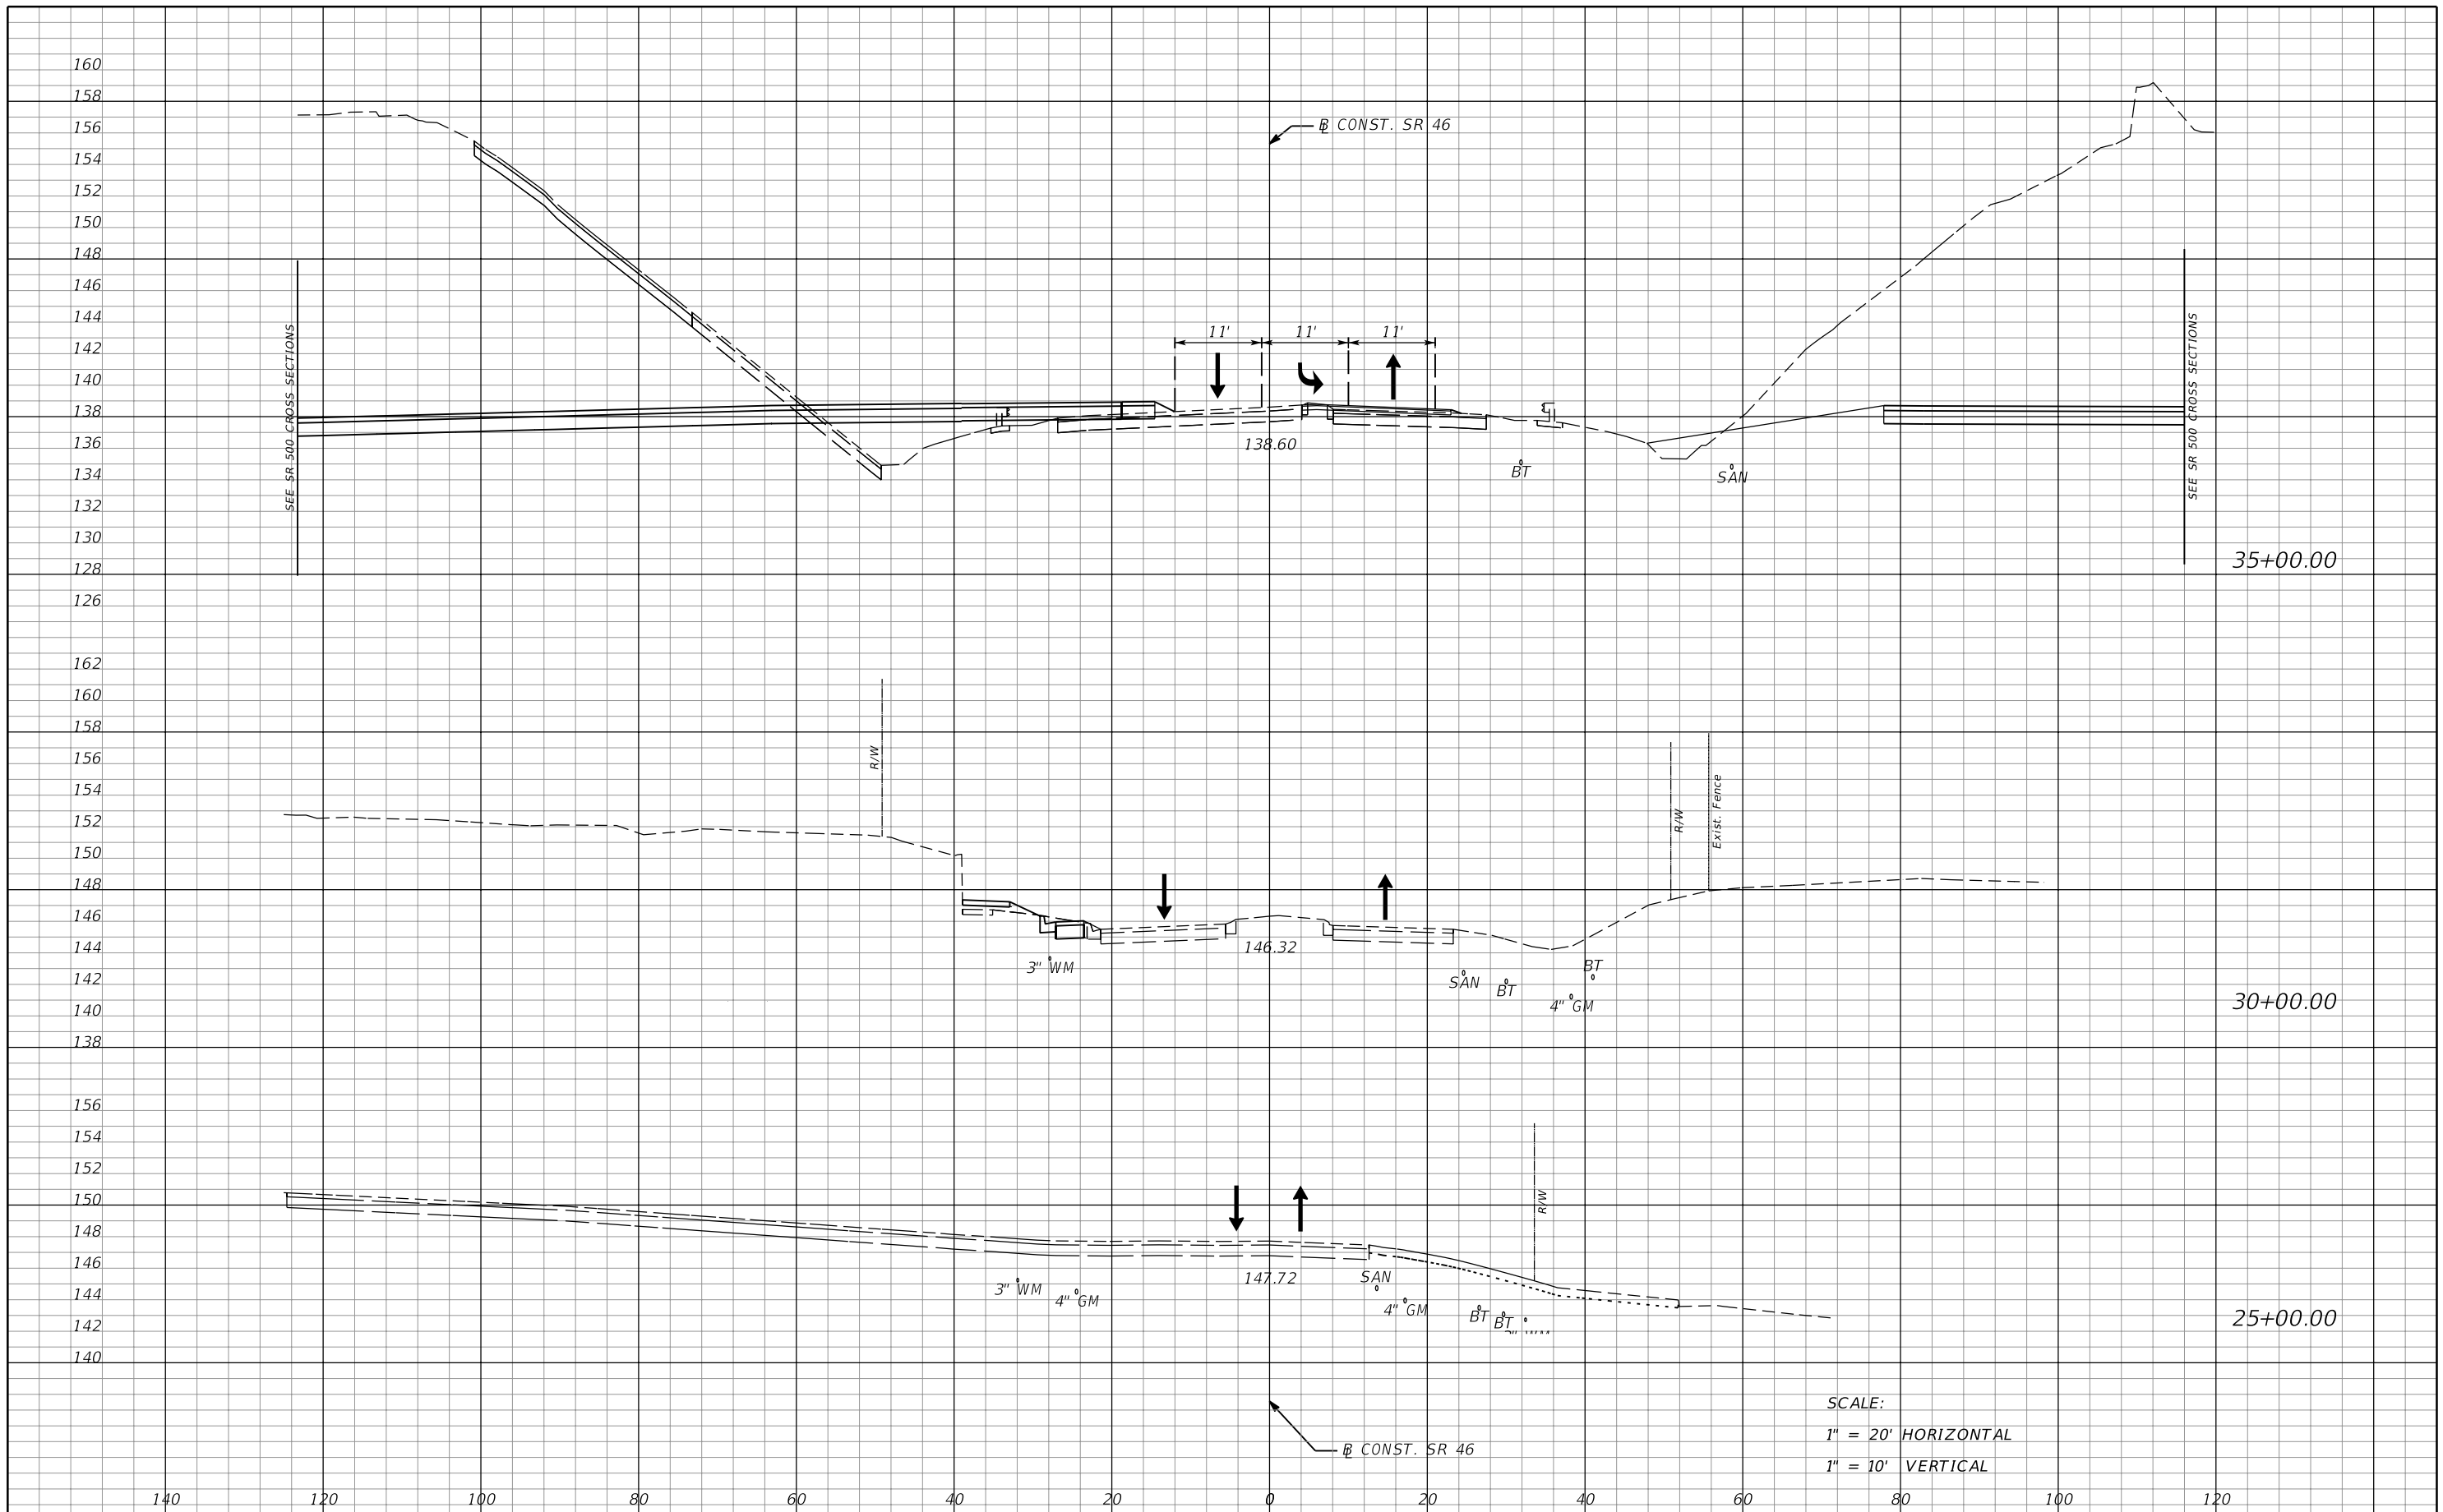 160
158
156
℄ CONST. SR 46
154
152
150
148
146
144
142
140
138
136
134
132
130
128
126
SEE SR 500 CROSS SECTIONS
11' 11' 11'
138.60
BT
SAN
SEE SR 500 CROSS SECTIONS
35+00.00
162
160
158
156
154
152
150
148
146
144
142
140
138
R/W
R/W
Exist. Fence
146.32
3" WM
SAN
BT
4" GM
BT
30+00.00
156
154
152
150
148
146
144
142
140
R/W
147.72
3" WM
4" GM
SAN
4" GM
BT
BT
25+00.00
℄ CONST. SR 46
SCALE:
1" = 20' HORIZONTAL
1" = 10' VERTICAL
140 120 100 80 60 40 20 0 20 40 60 80 100 120